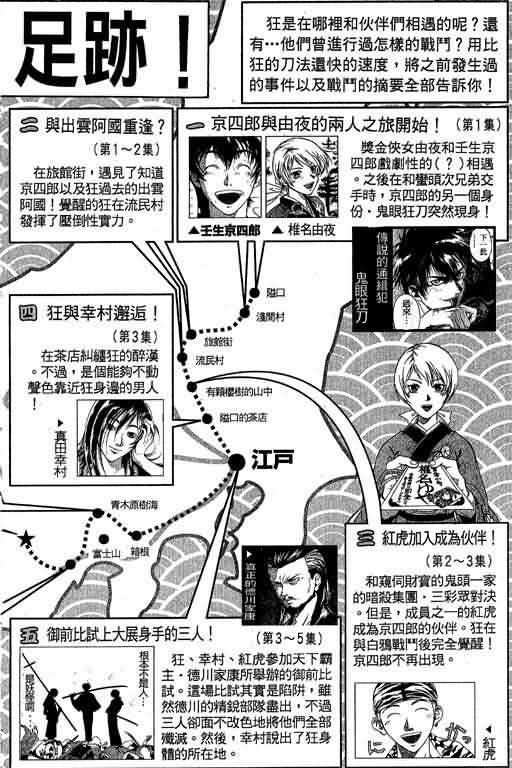 足跡！
狂是在哪裡和伙伴們相遇的呢？還
有…他們曾進行過怎樣的戰鬥？用比
狂的刀法還快的速度，將之前發生過
的事件以及戰鬥的摘要全部告訴你！
一 京四郎與由夜的兩人之旅開始！（第1集）
獎金俠女由夜和壬生京
四郎戲劇性的（？）相遇
。之後在和蠻頭次兄弟交
手時，京四郎的另一個身
份‧鬼眼狂刀突然現身！
▲壬生京四郎
▲椎名由夜
傳說的通緝犯
鬼眼狂刀
下一此
過來…
二 與出雲阿國重逢？
（第1～2集）
在旅館街，遇見了知道
京四郎以及狂過去的出雲
阿國！覺醒的狂在流民村
發揮了壓倒性實力。
隘口
淺間村
旅館街
流民村
有顆櫻樹的山中
隘口的茶店
江戶
青木原樹海
富士山
箱根
三 紅虎加入成為伙伴！
（第2～3集）
和窺伺財寶的鬼頭一家
的暗殺集團‧三彩眾對決
。但是，成員之一的紅虎
成為京四郎的伙伴。狂在
與白鴉戰鬥後完全覺醒！
京四郎不再出現。
▲紅虎
四 狂與幸村邂逅！
（第3集）
在茶店糾纏狂的醉漢
。不過，是個能夠不動
聲色靠近狂身邊的男人
！
▲真田幸村
▲真正的德川家康
五 御前比試上大展身手的三人！
（第3～5集）
狂、幸村、紅虎參加天下霸
主‧德川家康所舉辦的御前比
試。這場比試其實是陷阱，雖
然德川的精銳部隊盡出，不過
三人卻面不改色地將他們全部
殲滅。然後，幸村說出了狂身
體的所在地。
根本不是人…
…是妖怪啊…